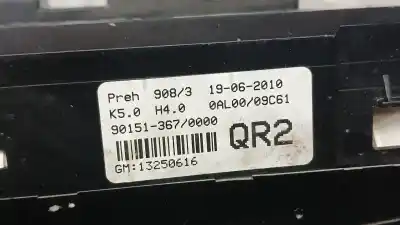 Preh 908/3 19-06-2010
K5.0 H4.0 0AL00/09C61
90151-367/0000
QR2
GM:13250616